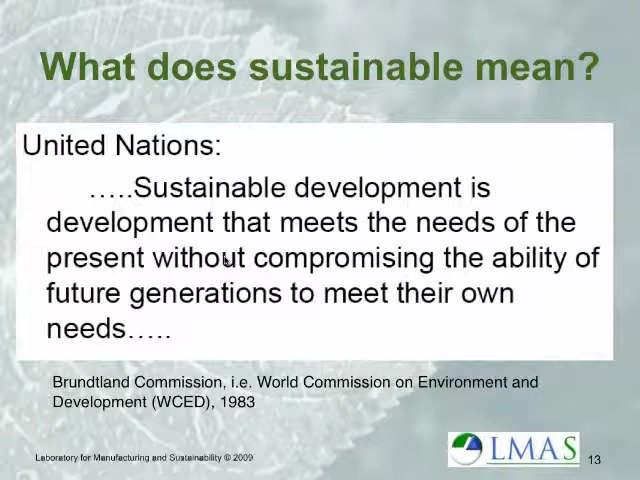 What does sustainable mean?
United Nations:
…..Sustainable development is
development that meets the needs of the
present without compromising the ability of
future generations to meet their own
needs…..
Brundtland Commission, i.e. World Commission on Environment and
Development (WCED), 1983
Laboratory for Manufacturing and Sustainability © 2009
LMAS
13